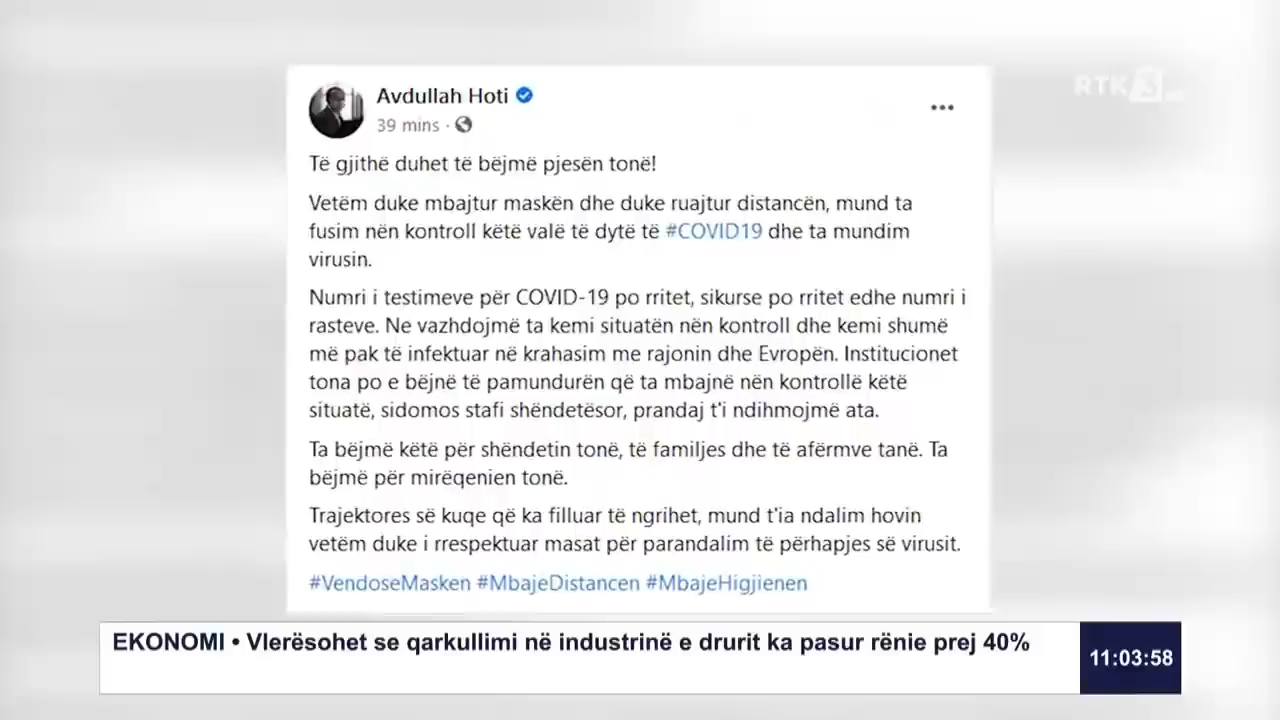 RTK 3
Avdullah Hoti
39 mins ·
Të gjithë duhet të bëjmë pjesën tonë!
Vetëm duke mbajtur maskën dhe duke ruajtur distancën, mund ta
fusim nën kontroll këtë valë të dytë të #COVID19 dhe ta mundim
virusin.
Numri i testimeve për COVID-19 po rritet, sikurse po rritet edhe numri i
rasteve. Ne vazhdojmë ta kemi situatën nën kontroll dhe kemi shumë
më pak të infektuar në krahasim me rajonin dhe Evropën. Institucionet
tona po e bëjnë të pamundurën që ta mbajnë nën kontrollë këtë
situatë, sidomos stafi shëndetësor, prandaj t'i ndihmojmë ata.
Ta bëjmë këtë për shëndetin tonë, të familjes dhe të afërmve tanë. Ta
bëjmë për mirëqenien tonë.
Trajektores së kuqe që ka filluar të ngrihet, mund t'ia ndalim hovin
vetëm duke i rrespektuar masat për parandalim të përhapjes së virusit.
#VendoseMasken #MbajeDistancen #MbajeHigjienen
EKONOMI • Vlerësohet se qarkullimi në industrinë e drurit ka pasur rënie prej 40%
11:03:58